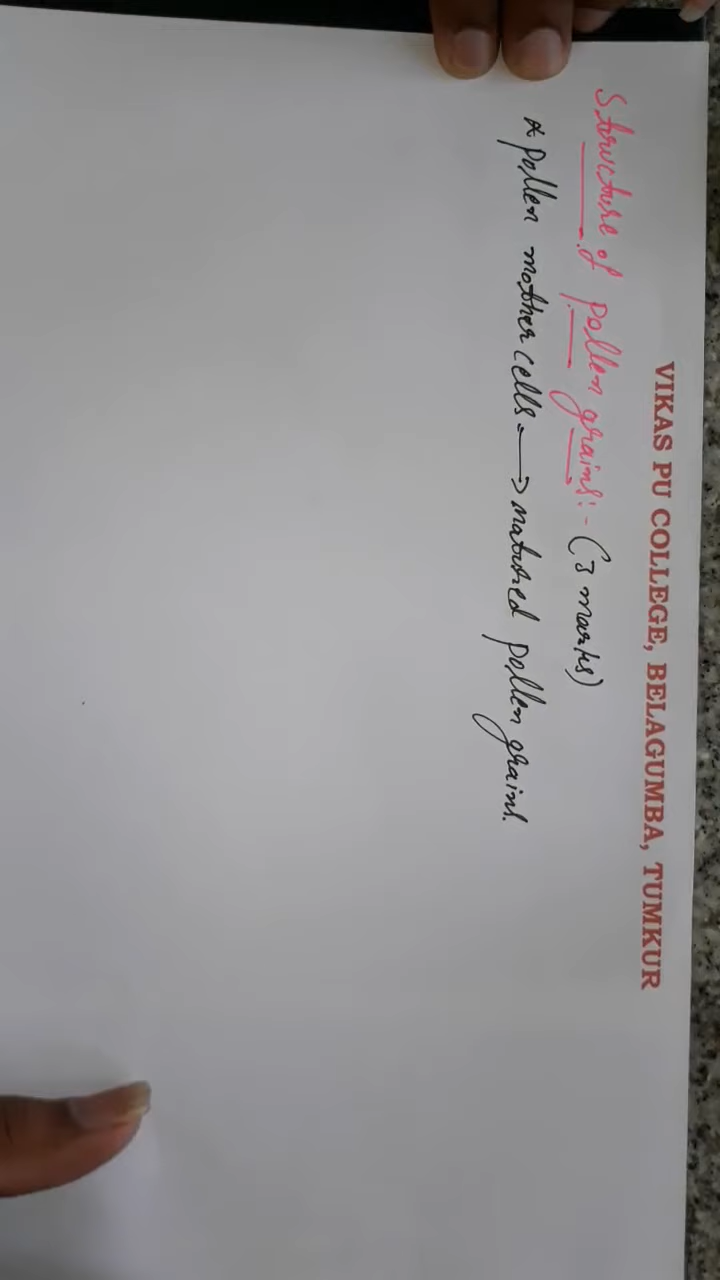 VIKAS PU COLLEGE, BELAGUMBA, TUMKUR
Structure of pollen grains:- (3 marks)
* Pollen mother cells ⟶ matured pollen grains.